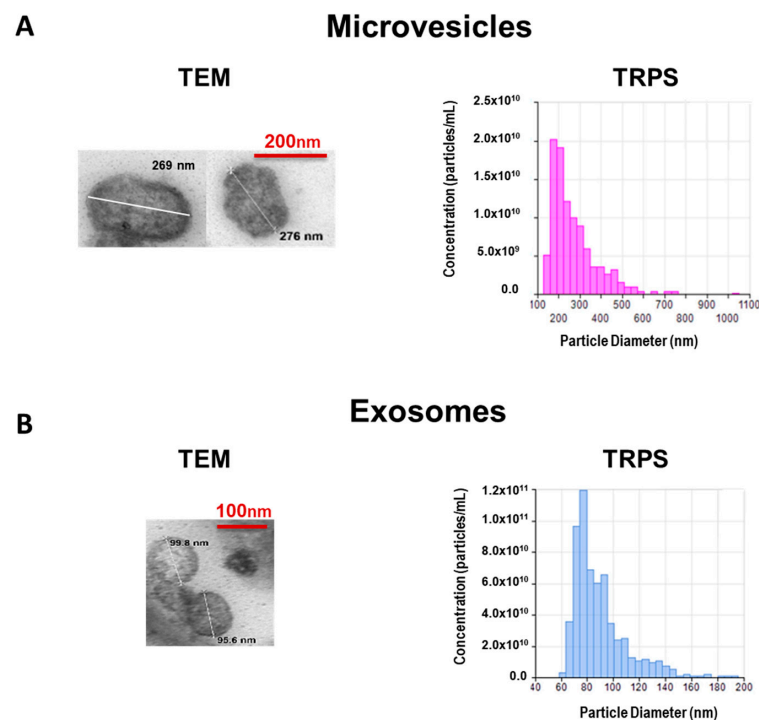 A
Microvesicles
TEM
TRPS
200nm
269 nm
276 nm
Concentration (particles/mL)
2.5x10¹⁰
2.0x10¹⁰
1.5x10¹⁰
1.0x10¹⁰
5.0x10⁹
0.0
100 300 500 700 900 1100
200 400 600 800 1000
Particle Diameter (nm)
B
Exosomes
TEM
TRPS
100nm
99.8 nm
95.6 nm
Concentration (particles/mL)
1.2x10¹¹
1.0x10¹¹
8.0x10¹⁰
6.0x10¹⁰
4.0x10¹⁰
2.0x10¹⁰
0.0
40 60 80 100 120 140 160 180 200
Particle Diameter (nm)